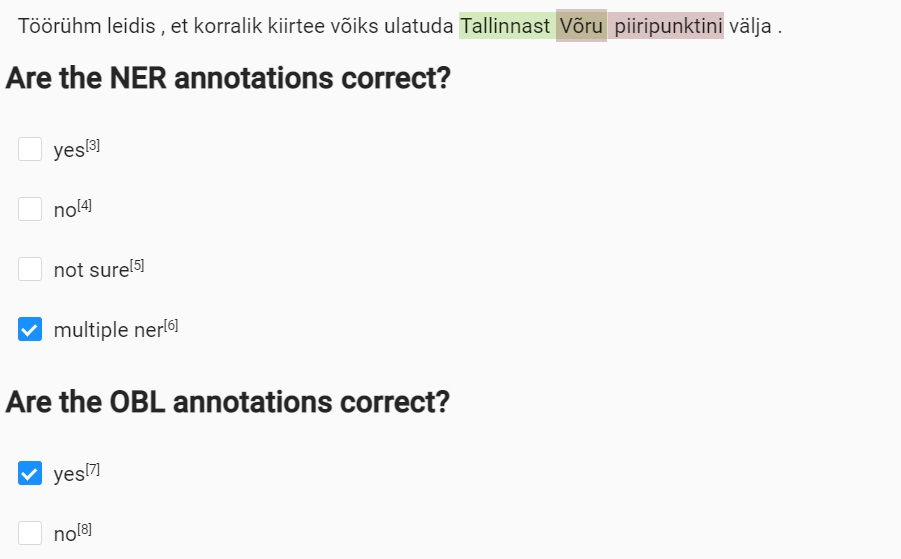 Töörühm leidis , et korralik kiirtee võiks ulatuda Tallinnast Võru piiripunktini välja .
Are the NER annotations correct?
yes[3]
no[4]
not sure[5]
multiple ner[6]
Are the OBL annotations correct?
yes[7]
no[8]